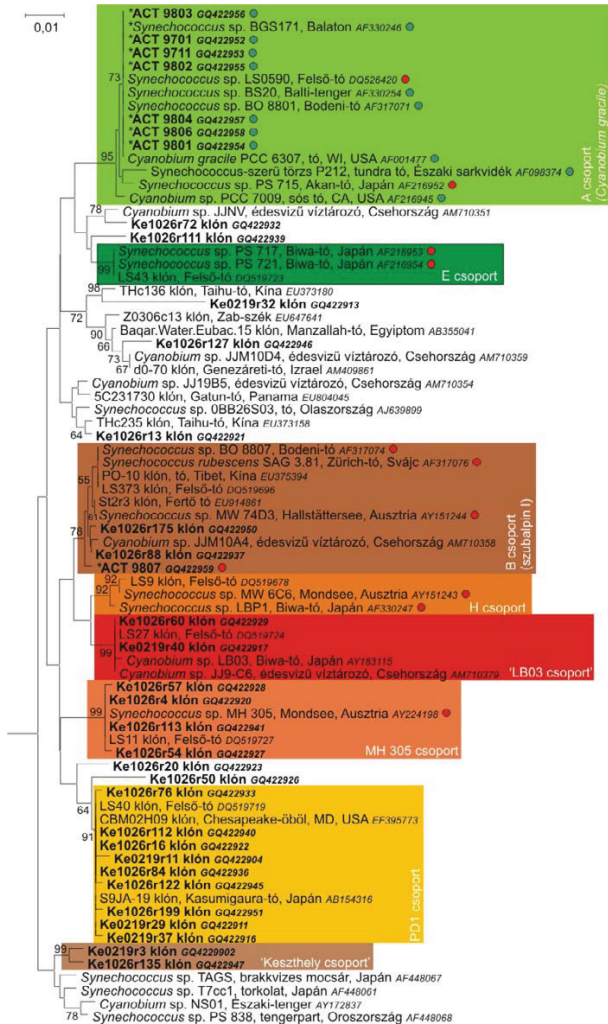 0,01
*ACT 9803 GQ422956
*Synechococcus sp. BGS171, Balaton AF330246
*ACT 9701 GQ422952
*ACT 9711 GQ422953
*ACT 9802 GQ422955
73
Synechococcus sp. LS0590, Felső-tó DQ526420
Synechococcus sp. BS20, Balti-tenger AF330254
Synechococcus sp. BO 8801, Bodeni-tó AF317071
*ACT 9804 GQ422957
*ACT 9806 GQ422958
*ACT 9801 GQ422954
95
Cyanobium gracile PCC 6307, tó, WI, USA AF001477
Synechococcus-szerű törzs P212, tundra tó, Északi sarkvidék AF098374
Synechococcus sp. PS 715, Akan-tó, Japán AF216952
Cyanobium sp. PCC 7009, sós tó, CA, USA AF216945
A csoport
(Cyanobium gracile)
78
Cyanobium sp. JJNV, édesvizű víztározó, Csehország AM710351
Ke1026r72 klón GQ422932
Ke1026r111 klón GQ422939
Synechococcus sp. PS 717, Biwa-tó, Japán AF216953
Synechococcus sp. PS 721, Biwa-tó, Japán AF216954
99
LS43 klón, Felső-tó DQ519723
E csoport
98
THc136 klón, Taihu-tó, Kína EU373180
Ke0219r32 klón GQ422913
72
Z0306c13 klón, Zab-szék EU647641
90
Baqar.Water.Eubac.15 klón, Manzallah-tó, Egyiptom AB355041
66
Ke1026r127 klón GQ422946
73
Cyanobium sp. JJM10D4, édesvizű víztározó, Csehország AM710359
67
d0-70 klón, Genezáreti-tó, Izrael AM409861
Cyanobium sp. JJ19B5, édesvizű víztározó, Csehország AM710354
5C231730 klón, Gatun-tó, Panama EU804045
Synechococcus sp. 0BB26S03, tó, Olaszország AJ639899
THc235 klón, Taihu-tó, Kína EU373158
64
Ke1026r13 klón GQ422921
Synechococcus sp. BO 8807, Bodeni-tó AF317074
Synechococcus rubescens SAG 3.81, Zürich-tó, Svájc AF317076
55
PO-10 klón, tó, Tibet, Kína EU375394
LS373 klón, Felső-tó DQ519696
St2r3 klón, Fertő tó EU914861
61
Synechococcus sp. MW 74D3, Hallstättersee, Ausztria AY151244
78
Ke1026r175 klón GQ422950
Cyanobium sp. JJM10A4, édesvizű víztározó, Csehország AM710358
Ke1026r88 klón GQ422937
*ACT 9807 GQ422959
B csoport
(szubalpin I)
92
LS9 klón, Felső-tó DQ519678
92
Synechococcus sp. MW 6C6, Mondsee, Ausztria AY151243
Synechococcus sp. LBP1, Biwa-tó, Japán AF330247
H csoport
Ke1026r60 klón GQ422929
LS27 klón, Felső-tó DQ519724
99
Ke0219r40 klón GQ422917
Cyanobium sp. LB03, Biwa-tó, Japán AY183115
Cyanobium sp. JJ9-C6, édesvizű víztározó, Csehország AM710379
'LB03 csoport'
Ke1026r57 klón GQ422928
Ke1026r4 klón GQ422920
99
Synechococcus sp. MH 305, Mondsee, Ausztria AY224198
Ke1026r113 klón GQ422941
LS11 klón, Felső-tó DQ519727
Ke1026r54 klón GQ422927
MH 305 csoport
Ke1026r20 klón GQ422923
Ke1026r50 klón GQ422926
64
Ke1026r76 klón GQ422933
LS40 klón, Felső-tó DQ519719
CBM02H09 klón, Chesapeake-öböl, MD, USA EF395773
91
Ke1026r112 klón GQ422940
Ke1026r16 klón GQ422922
Ke0219r11 klón GQ422904
Ke1026r84 klón GQ422936
Ke1026r122 klón GQ422945
S9JA-19 klón, Kasumigaura-tó, Japán AB154316
Ke1026r199 klón GQ422951
Ke0219r29 klón GQ422911
Ke0219r37 klón GQ422916
PD1 csoport
99
Ke0219r3 klón GQ4229902
Ke1026r135 klón GQ422947
'Keszthely csoport'
Synechococcus sp. TAGS, brakkvizes mocsár, Japán AF448067
Synechococcus sp. T7cc1, torkolat, Japán AF448061
Cyanobium sp. NS01, Északi-tenger AY172837
78
Synechococcus sp. PS 838, tengerpart, Oroszország AF448068